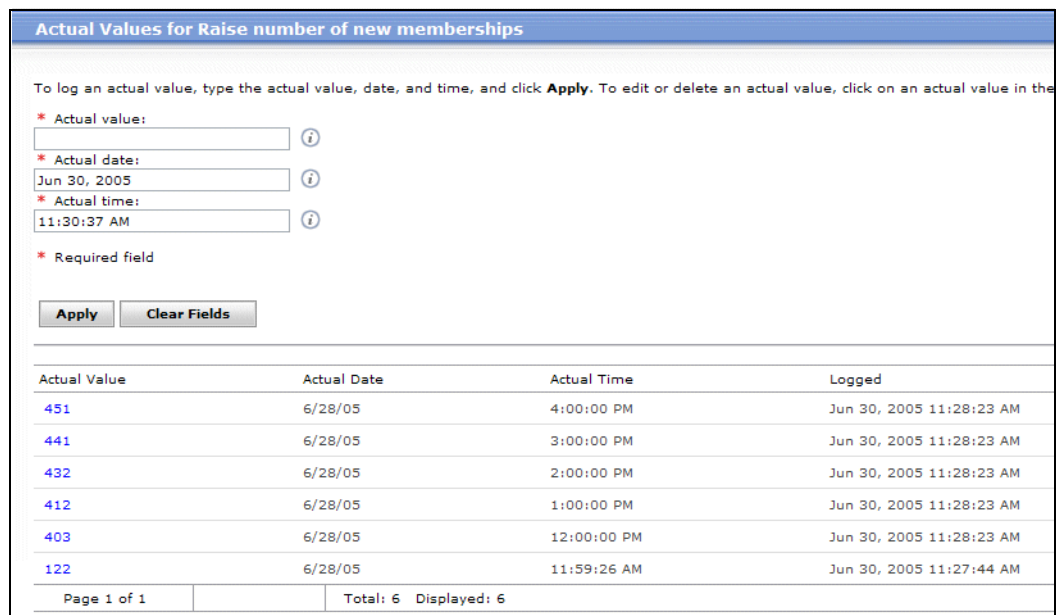 Actual Values for Raise number of new memberships
To log an actual value, type the actual value, date, and time, and click Apply. To edit or delete an actual value, click on an actual value in the
* Actual value:
* Actual date:
Jun 30, 2005
* Actual time:
11:30:37 AM
* Required field
Apply Clear Fields
Actual Value Actual Date Actual Time Logged
451 6/28/05 4:00:00 PM Jun 30, 2005 11:28:23 AM
441 6/28/05 3:00:00 PM Jun 30, 2005 11:28:23 AM
432 6/28/05 2:00:00 PM Jun 30, 2005 11:28:23 AM
412 6/28/05 1:00:00 PM Jun 30, 2005 11:28:23 AM
403 6/28/05 12:00:00 PM Jun 30, 2005 11:28:23 AM
122 6/28/05 11:59:26 AM Jun 30, 2005 11:27:44 AM
Page 1 of 1 Total: 6 Displayed: 6